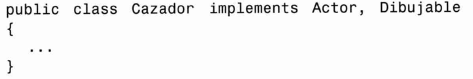 public class Cazador implements Actor, Dibujable
{
...
}